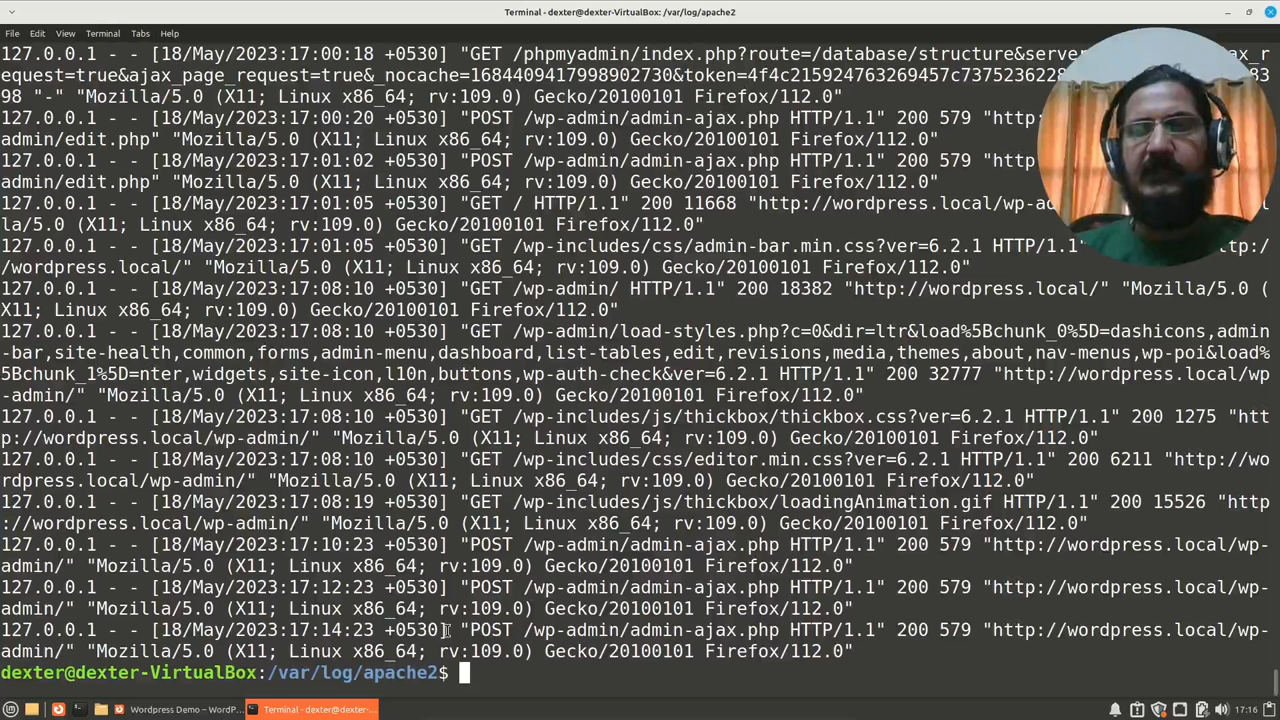 Terminal - dexter@dexter-VirtualBox: /var/log/apache2
File Edit View Terminal Tabs Help
127.0.0.1 - - [18/May/2023:17:00:18 +0530] "GET /phpmyadmin/index.php?route=/database/structure&server
equest=true&ajax_page_request=true&_nocache=1684409417998902730&token=4f4c215924763269457c73752362
98 "-" "Mozilla/5.0 (X11; Linux x86_64; rv:109.0) Gecko/20100101 Firefox/112.0"
127.0.0.1 - - [18/May/2023:17:00:20 +0530] "POST /wp-admin/admin-ajax.php HTTP/1.1" 200 579 "http
admin/edit.php" "Mozilla/5.0 (X11; Linux x86_64; rv:109.0) Gecko/20100101 Firefox/112.0"
127.0.0.1 - - [18/May/2023:17:01:02 +0530] "POST /wp-admin/admin-ajax.php HTTP/1.1" 200 579 "http
admin/edit.php" "Mozilla/5.0 (X11; Linux x86_64; rv:109.0) Gecko/20100101 Firefox/112.0"
127.0.0.1 - - [18/May/2023:17:01:05 +0530] "GET / HTTP/1.1" 200 11668 "http://wordpress.local/wp-ad
la/5.0 (X11; Linux x86_64; rv:109.0) Gecko/20100101 Firefox/112.0"
127.0.0.1 - - [18/May/2023:17:01:05 +0530] "GET /wp-includes/css/admin-bar.min.css?ver=6.2.1 HTTP/1.1" tp:/
/wordpress.local/" "Mozilla/5.0 (X11; Linux x86_64; rv:109.0) Gecko/20100101 Firefox/112.0"
127.0.0.1 - - [18/May/2023:17:08:10 +0530] "GET /wp-admin/ HTTP/1.1" 200 18382 "http://wordpress.local/" "Mozilla/5.0 (
X11; Linux x86_64; rv:109.0) Gecko/20100101 Firefox/112.0"
127.0.0.1 - - [18/May/2023:17:08:10 +0530] "GET /wp-admin/load-styles.php?c=0&dir=ltr&load%5Bchunk_0%5D=dashicons,admin
-bar,site-health,common,forms,admin-menu,dashboard,list-tables,edit,revisions,media,themes,about,nav-menus,wp-poi&load%
5Bchunk_1%5D=nter,widgets,site-icon,l10n,buttons,wp-auth-check&ver=6.2.1 HTTP/1.1" 200 32777 "http://wordpress.local/wp
-admin/" "Mozilla/5.0 (X11; Linux x86_64; rv:109.0) Gecko/20100101 Firefox/112.0"
127.0.0.1 - - [18/May/2023:17:08:10 +0530] "GET /wp-includes/js/thickbox/thickbox.css?ver=6.2.1 HTTP/1.1" 200 1275 "htt
p://wordpress.local/wp-admin/" "Mozilla/5.0 (X11; Linux x86_64; rv:109.0) Gecko/20100101 Firefox/112.0"
127.0.0.1 - - [18/May/2023:17:08:10 +0530] "GET /wp-includes/css/editor.min.css?ver=6.2.1 HTTP/1.1" 200 6211 "http://wo
rdpress.local/wp-admin/" "Mozilla/5.0 (X11; Linux x86_64; rv:109.0) Gecko/20100101 Firefox/112.0"
127.0.0.1 - - [18/May/2023:17:08:19 +0530] "GET /wp-includes/js/thickbox/loadingAnimation.gif HTTP/1.1" 200 15526 "http
://wordpress.local/wp-admin/" "Mozilla/5.0 (X11; Linux x86_64; rv:109.0) Gecko/20100101 Firefox/112.0"
127.0.0.1 - - [18/May/2023:17:10:23 +0530] "POST /wp-admin/admin-ajax.php HTTP/1.1" 200 579 "http://wordpress.local/wp-
admin/" "Mozilla/5.0 (X11; Linux x86_64; rv:109.0) Gecko/20100101 Firefox/112.0"
127.0.0.1 - - [18/May/2023:17:12:23 +0530] "POST /wp-admin/admin-ajax.php HTTP/1.1" 200 579 "http://wordpress.local/wp-
admin/" "Mozilla/5.0 (X11; Linux x86_64; rv:109.0) Gecko/20100101 Firefox/112.0"
127.0.0.1 - - [18/May/2023:17:14:23 +0530] "POST /wp-admin/admin-ajax.php HTTP/1.1" 200 579 "http://wordpress.local/wp-
admin/" "Mozilla/5.0 (X11; Linux x86_64; rv:109.0) Gecko/20100101 Firefox/112.0"
dexter@dexter-VirtualBox:/var/log/apache2$
Wordpress Demo – WordP... Terminal - dexter@dexter-... 17:16